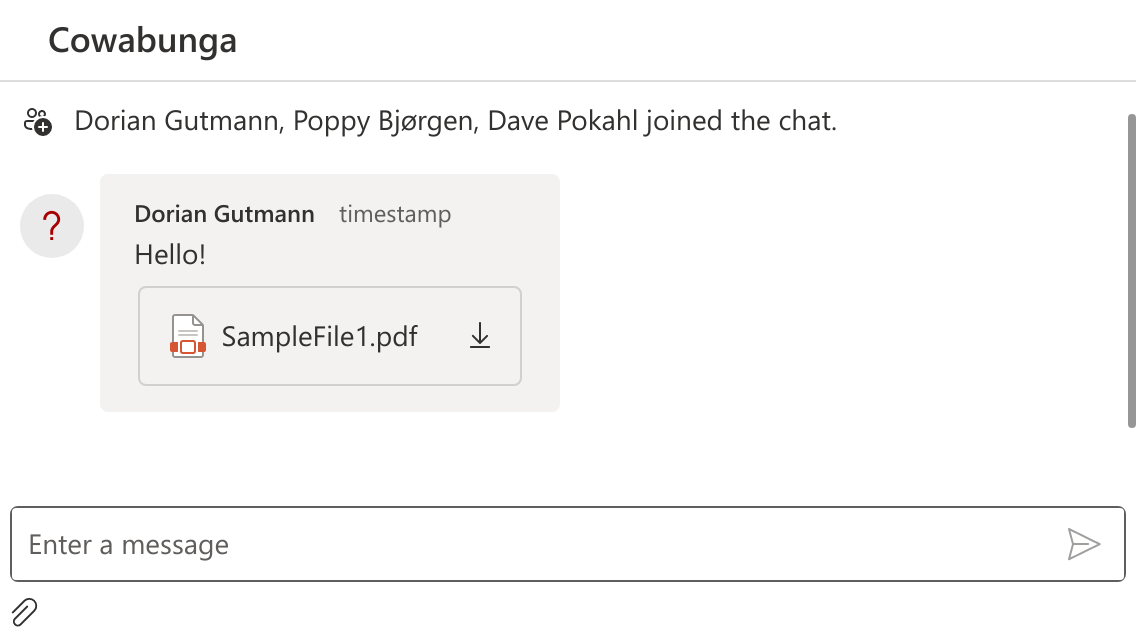 Cowabunga
Dorian Gutmann, Poppy Bjørgen, Dave Pokahl joined the chat.
?
Dorian Gutmann timestamp
Hello!
SampleFile1.pdf
Enter a message